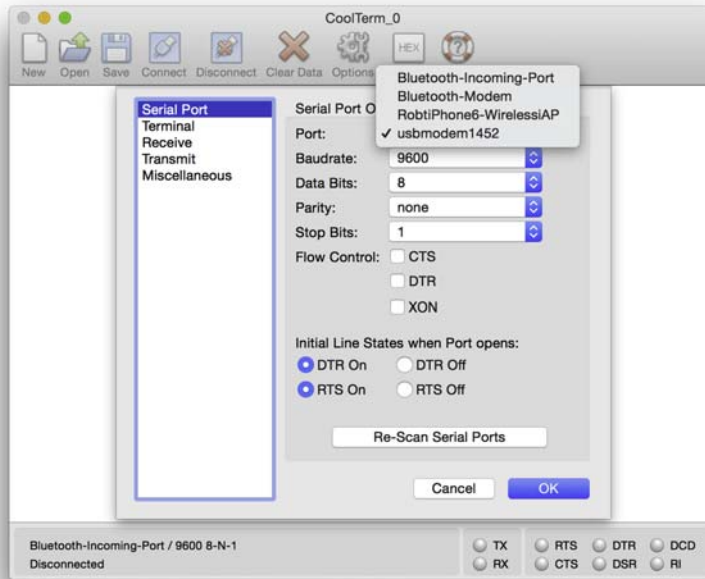 CoolTerm_0
New Open Save Connect Disconnect Clear Data Options HEX
Serial Port
Terminal
Receive
Transmit
Miscellaneous
Serial Port O
Port:
Bluetooth-Incoming-Port
Bluetooth-Modem
RobtiPhone6-WirelessiAP
✓ usbmodem1452
Baudrate: 9600
Data Bits: 8
Parity: none
Stop Bits: 1
Flow Control: CTS
DTR
XON
Initial Line States when Port opens:
DTR On DTR Off
RTS On RTS Off
Re-Scan Serial Ports
Cancel OK
Bluetooth-Incoming-Port / 9600 8-N-1
Disconnected
TX RTS DTR DCD
RX CTS DSR RI